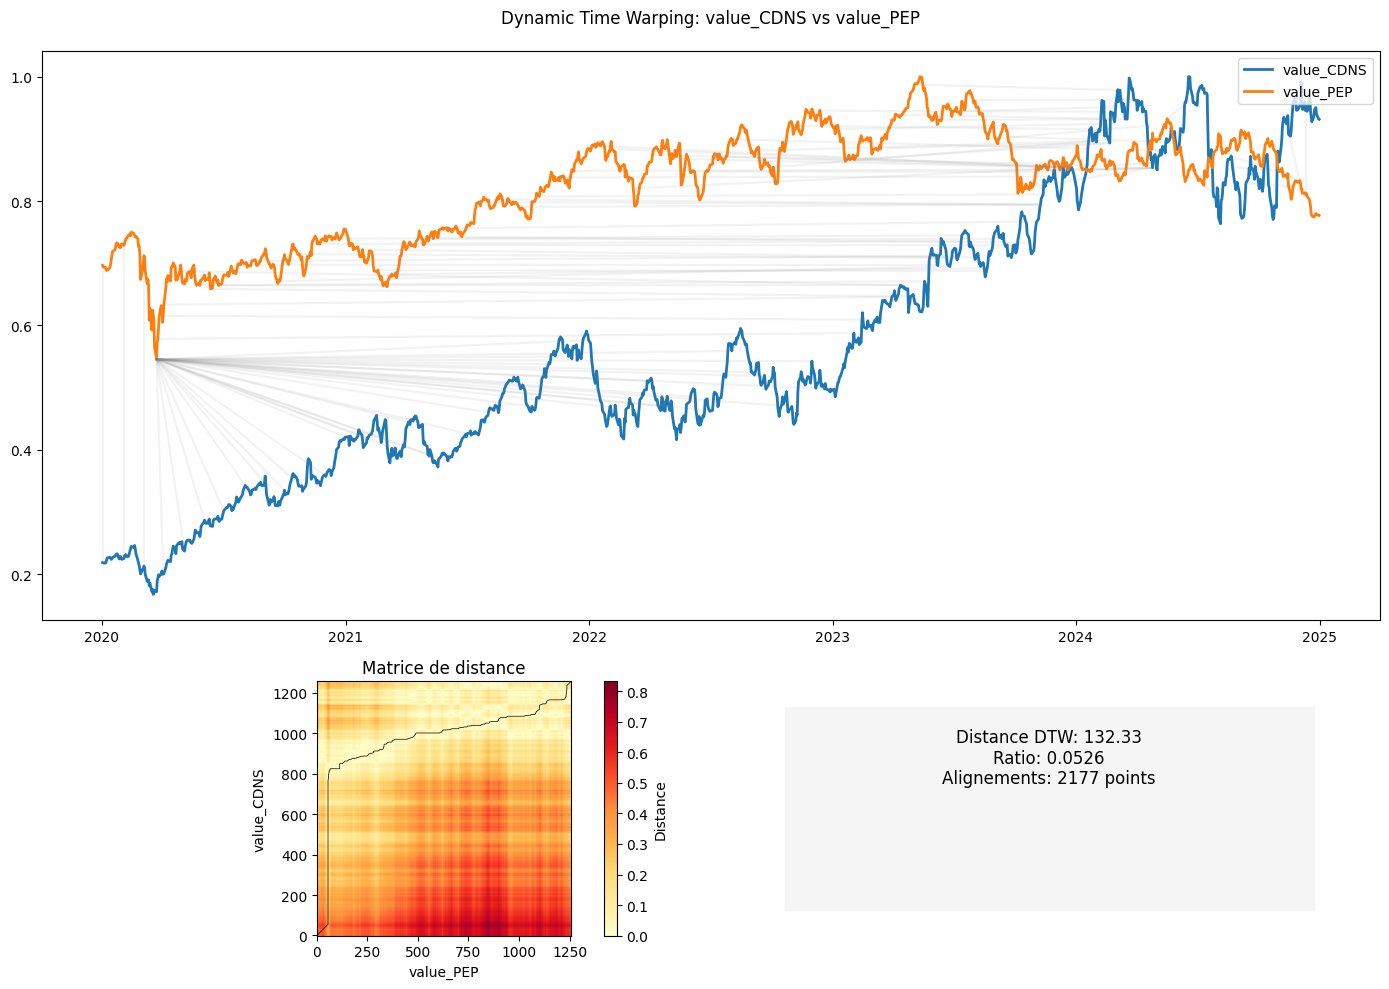 Dynamic Time Warping: value_CDNS vs value_PEP
value_CDNS
value_PEP
1.0
0.8
0.6
0.4
0.2
2020 2021 2022 2023 2024 2025
Matrice de distance
value_CDNS
1200
1000
800
600
400
200
0
0 250 500 750 1000 1250
value_PEP
0.8
0.7
0.6
0.5
0.4
0.3
0.2
0.1
0.0
Distance
Distance DTW: 132.33
Ratio: 0.0526
Alignements: 2177 points